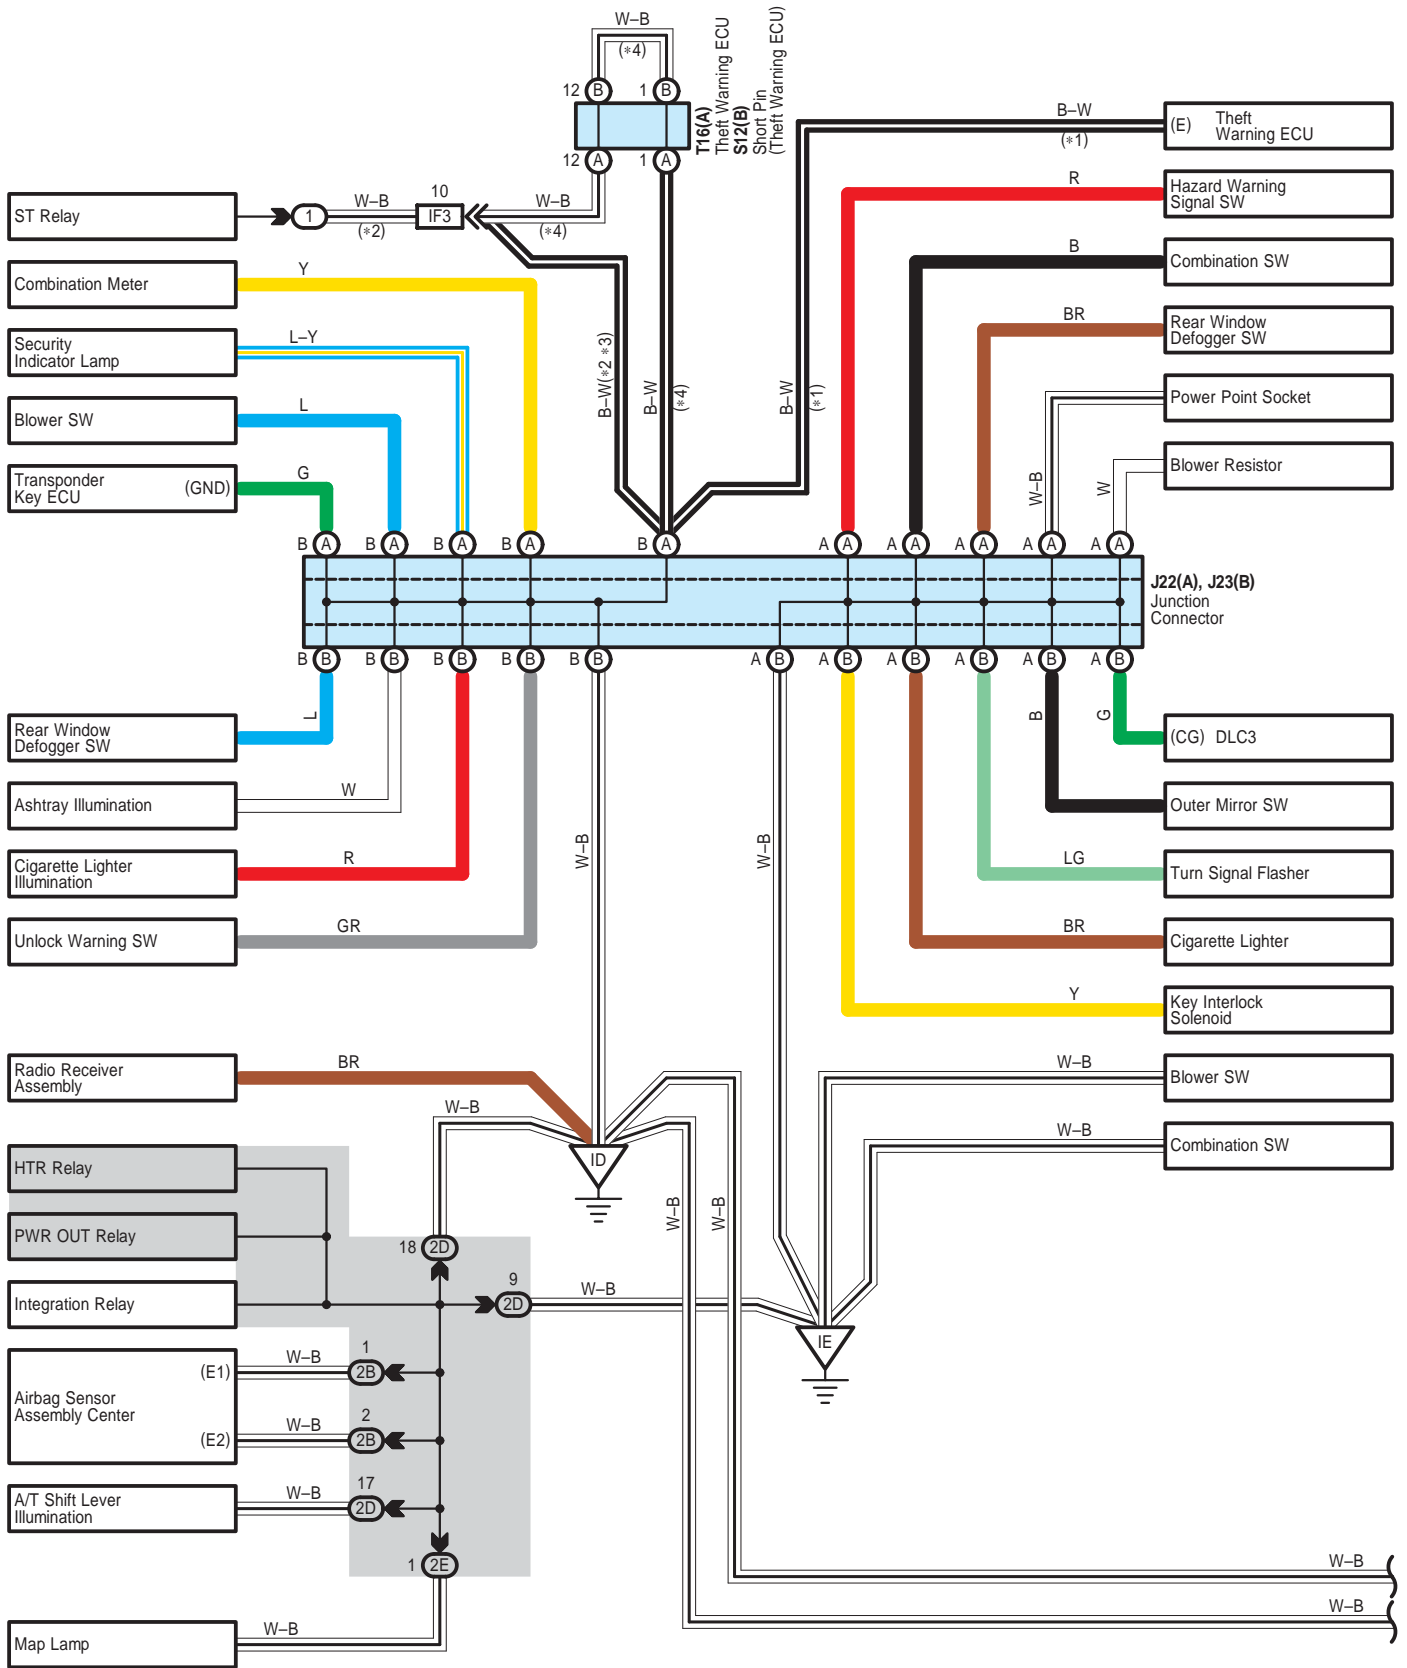 W–B
(*4)
12 B 1 B
T16(A)
Theft Warning ECU
S12(B)
Short Pin
(Theft Warning ECU)
12 A 1 A
B–W
(*1)
(E) Theft
Warning ECU
R
Hazard Warning
Signal SW
ST Relay
1
W–B
(*2)
10
IF3
W–B
(*4)
B
Combination SW
Combination Meter
Y
BR
Rear Window
Defogger SW
Security
Indicator Lamp
L–Y
B–W(*2 *3)
B–W
(*4)
B–W
(*1)
Power Point Socket
Blower SW
L
Blower Resistor
Transponder
Key ECU
(GND)
G
W–B
W
B A B A B A B A B A A A A A A A A A A A
J22(A), J23(B)
Junction
Connector
B B B B B B B B B B A B A B A B A B A B A B
L
B
G
Rear Window
Defogger SW
(CG) DLC3
Ashtray Illumination
W
Outer Mirror SW
W–B
W–B
Cigarette Lighter
Illumination
R
LG
Turn Signal Flasher
Unlock Warning SW
GR
BR
Cigarette Lighter
Y
Key Interlock
Solenoid
Radio Receiver
Assembly
BR
W–B
Blower SW
W–B
W–B
Combination SW
ID
HTR Relay
W–B
W–B
PWR OUT Relay
18 2D
Integration Relay
9
2D
W–B
IE
Airbag Sensor
Assembly Center
(E1)
W–B
1
2B
(E2)
W–B
2
2B
A/T Shift Lever
Illumination
W–B
17
2D
1 2E
W–B
W–B
Map Lamp
W–B